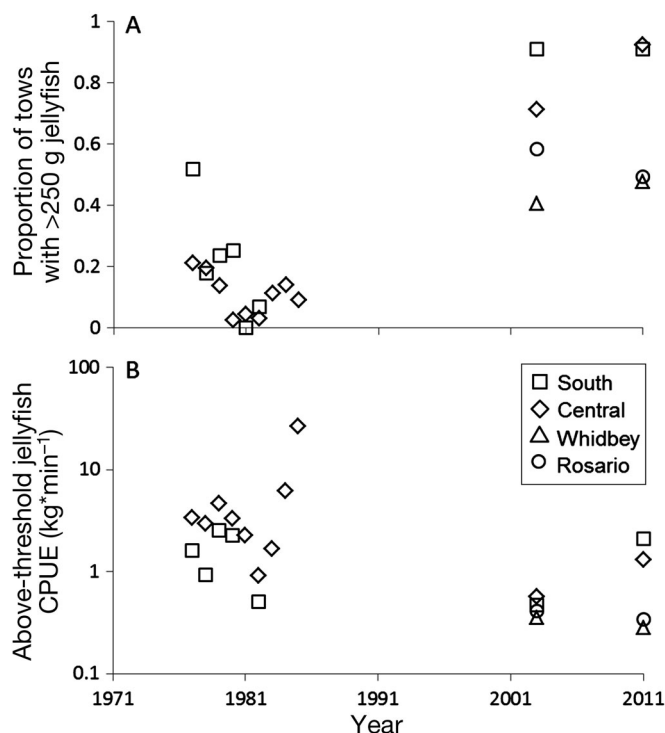 A
1
0.8
0.6
0.4
0.2
0
Proportion of tows
with >250 g jellyfish
B
100
10
1
0.1
Above-threshold jellyfish
CPUE (kg*min⁻¹)
South
Central
Whidbey
Rosario
1971 1981 1991 2001 2011
Year